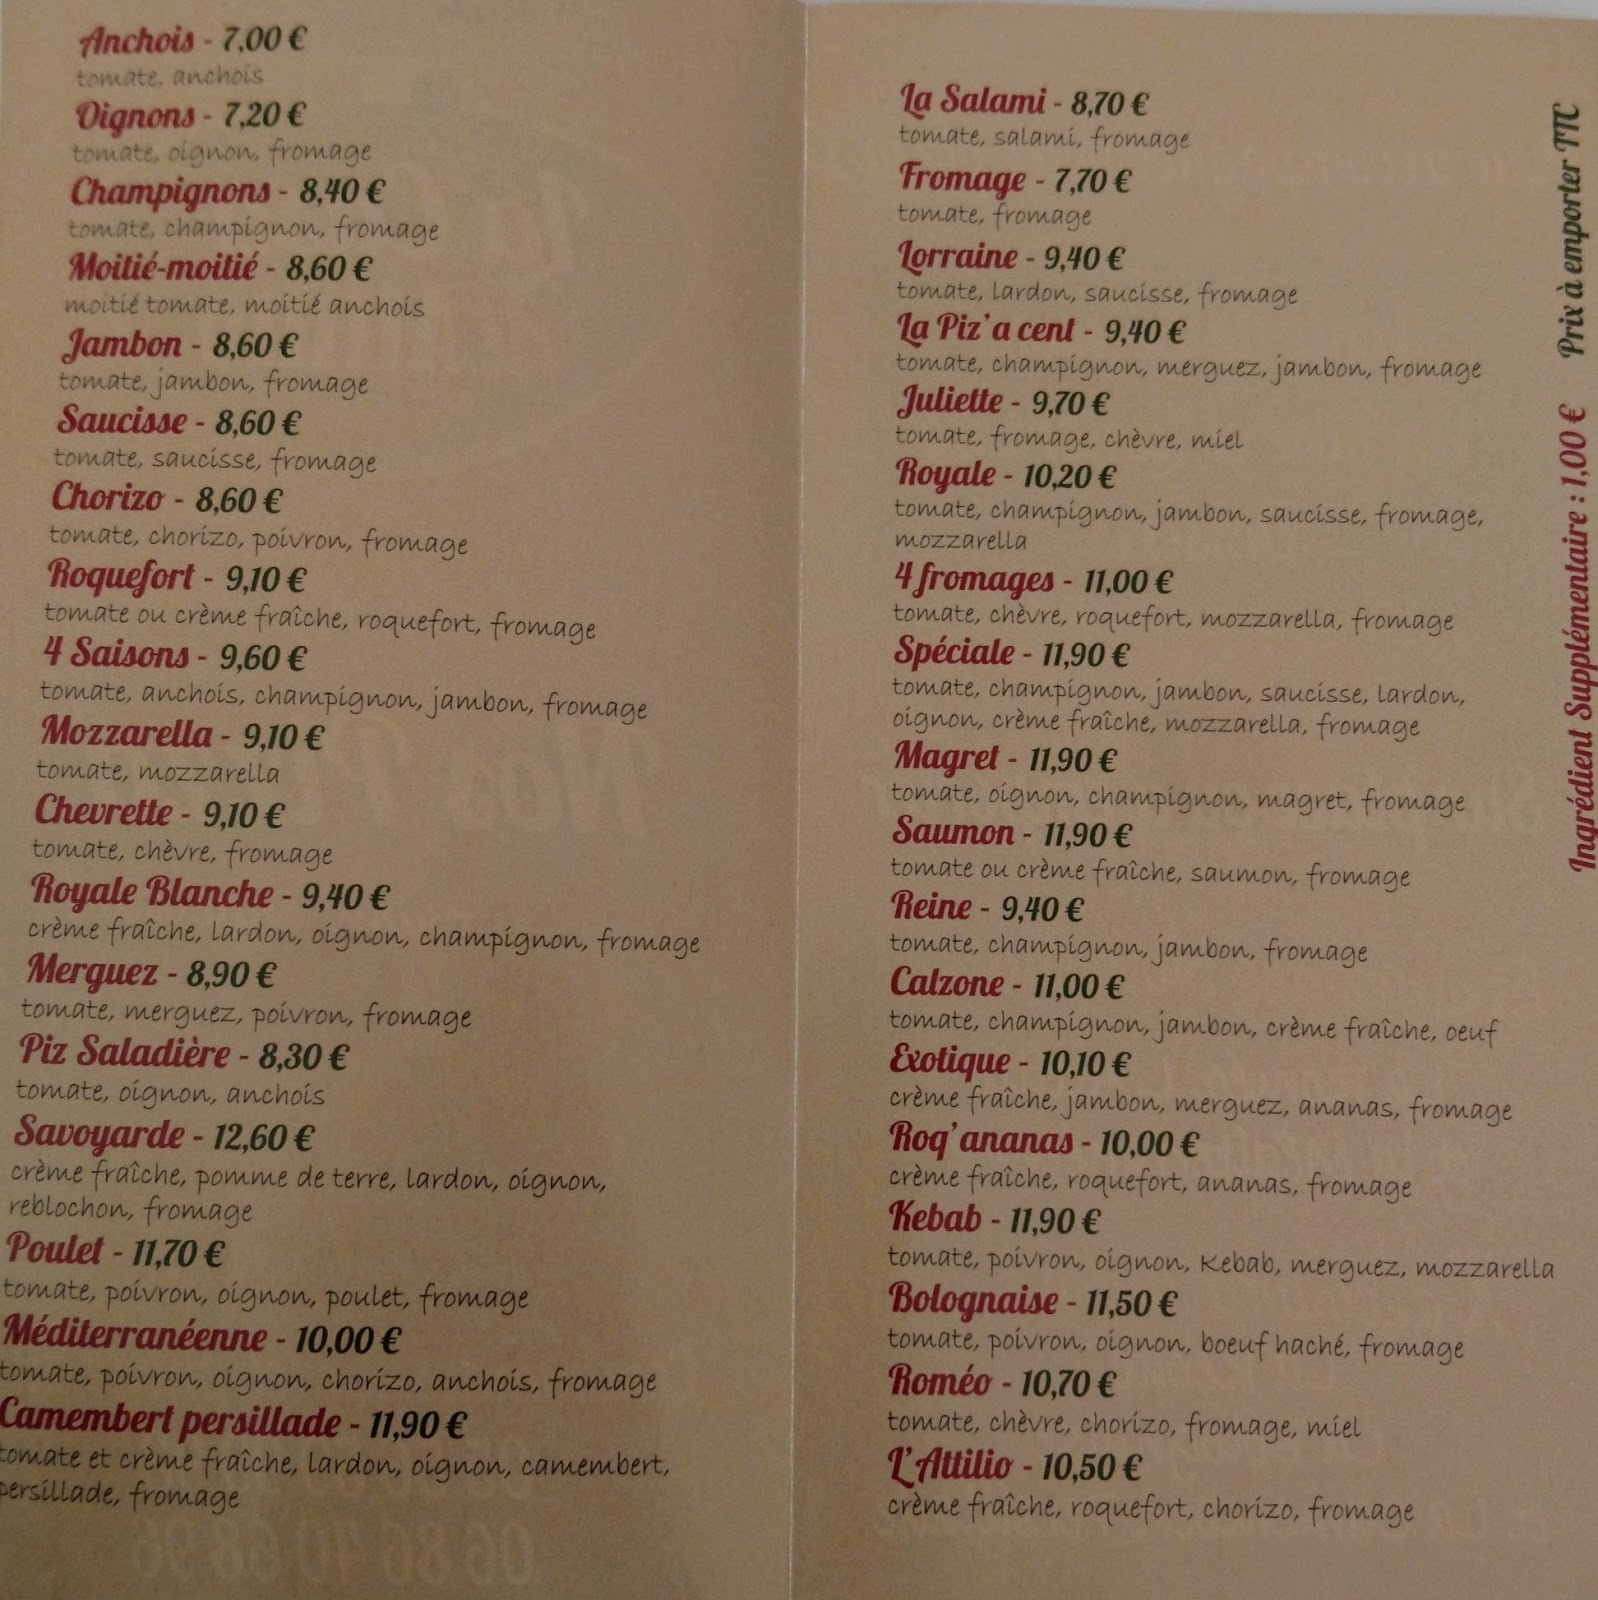 Anchois - 7,00 €
tomate, anchois
Oignons - 7,20 €
tomate, oignon, fromage
Champignons - 8,40 €
tomate, champignon, fromage
Moitié-moitié - 8,60 €
moitié tomate, moitié anchois
Jambon - 8,60 €
tomate, jambon, fromage
Saucisse - 8,60 €
tomate, saucisse, fromage
Chorizo - 8,60 €
tomate, chorizo, poivron, fromage
Roquefort - 9,10 €
tomate ou crème fraîche, roquefort, fromage
4 Saisons - 9,60 €
tomate, anchois, champignon, jambon, fromage
Mozzarella - 9,10 €
tomate, mozzarella
Chevrette - 9,10 €
tomate, chèvre, fromage
Royale Blanche - 9,40 €
crème fraîche, lardon, oignon, champignon, fromage
Merguez - 8,90 €
tomate, merguez, poivron, fromage
Piz Saladière - 8,30 €
tomate, oignon, anchois
Savoyarde - 12,60 €
crème fraîche, pomme de terre, lardon, oignon,
reblochon, fromage
Poulet - 11,70 €
tomate, poivron, oignon, poulet, fromage
Méditerranéenne - 10,00 €
tomate, poivron, oignon, chorizo, anchois, fromage
Camembert persillade - 11,90 €
tomate et crème fraîche, lardon, oignon, camembert,
persillade, fromage
La Salami - 8,70 €
tomate, salami, fromage
Fromage - 7,70 €
tomate, fromage
Lorraine - 9,40 €
tomate, lardon, saucisse, fromage
La Piz'a cent - 9,40 €
tomate, champignon, merguez, jambon, fromage
Juliette - 9,70 €
tomate, fromage, chèvre, miel
Royale - 10,20 €
tomate, champignon, jambon, saucisse, fromage,
mozzarella
4 fromages - 11,00 €
tomate, chèvre, roquefort, mozzarella, fromage
Spéciale - 11,90 €
tomate, champignon, jambon, saucisse, lardon,
oignon, crème fraîche, mozzarella, fromage
Magret - 11,90 €
tomate, oignon, champignon, magret, fromage
Saumon - 11,90 €
tomate ou crème fraîche, saumon, fromage
Reine - 9,40 €
tomate, champignon, jambon, fromage
Calzone - 11,00 €
tomate, champignon, jambon, crème fraîche, oeuf
Exotique - 10,10 €
crème fraîche, jambon, merguez, ananas, fromage
Roq'ananas - 10,00 €
crème fraîche, roquefort, ananas, fromage
Kebab - 11,90 €
tomate, poivron, oignon, Kebab, merguez, mozzarella
Bolognaise - 11,50 €
tomate, poivron, oignon, boeuf haché, fromage
Roméo - 10,70 €
tomate, chèvre, chorizo, fromage, miel
L'Attilio - 10,50 €
crème fraîche, roquefort, chorizo, fromage
Ingrédient Supplémentaire : 1,00 € Prix à emporter TTC